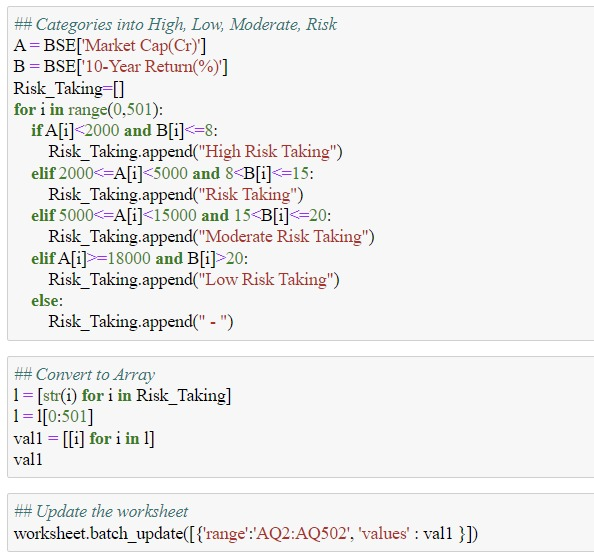 ## Categories into High, Low, Moderate, Risk
A = BSE['Market Cap(Cr)']
B = BSE['10-Year Return(%)']
Risk_Taking=[]
for i in range(0,501):
    if A[i]<2000 and B[i]<=8:
        Risk_Taking.append("High Risk Taking")
    elif 2000<=A[i]<5000 and 8<B[i]<=15:
        Risk_Taking.append("Risk Taking")
    elif 5000<=A[i]<15000 and 15<B[i]<=20:
        Risk_Taking.append("Moderate Risk Taking")
    elif A[i]>=18000 and B[i]>20:
        Risk_Taking.append("Low Risk Taking")
    else:
        Risk_Taking.append(" - ")
## Convert to Array
l = [str(i) for i in Risk_Taking]
l = l[0:501]
val1 = [[i] for i in l]
val1
## Update the worksheet
worksheet.batch_update([{'range':'AQ2:AQ502', 'values' : val1 }])